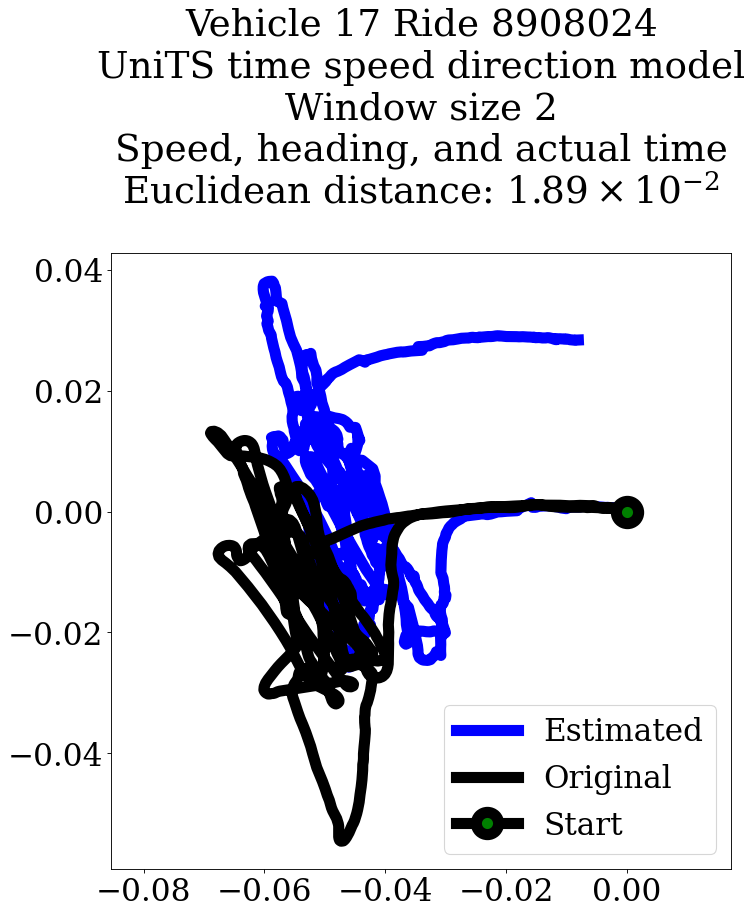 Vehicle 17 Ride 8908024
UniTS time speed direction model
Window size 2
Speed, heading, and actual time
Euclidean distance: 1.89 × 10⁻²
0.04
0.02
0.00
−0.02
−0.04
Estimated
Original
Start
−0.08 −0.06 −0.04 −0.02 0.00